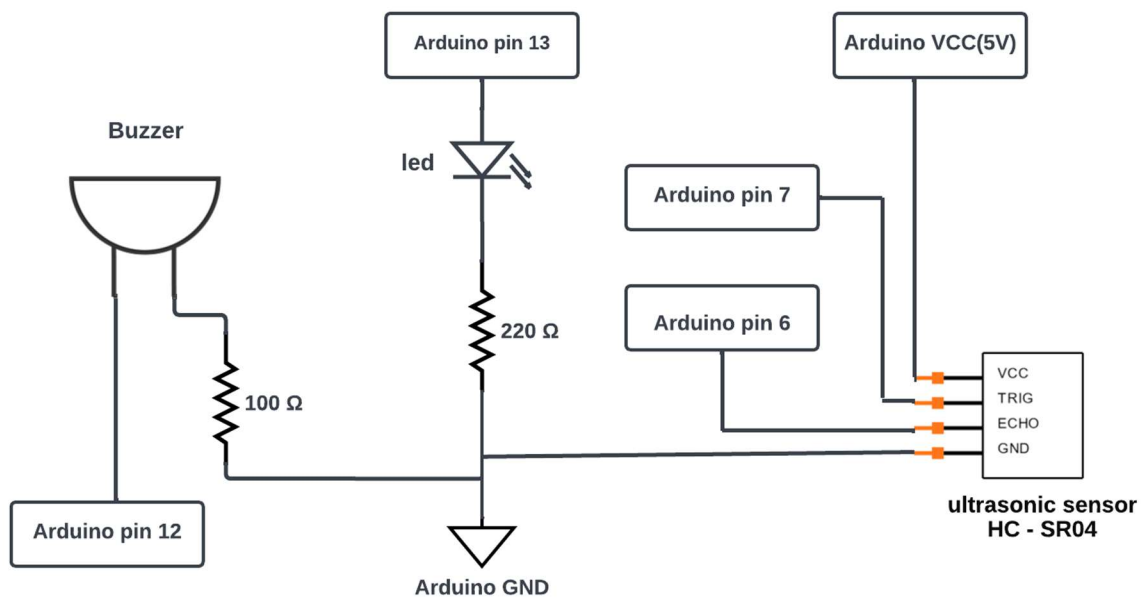 Arduino pin 13
Arduino VCC(5V)
Buzzer
led
Arduino pin 7
Arduino pin 6
220 Ω
100 Ω
VCC
TRIG
ECHO
GND
ultrasonic sensor
HC - SR04
Arduino pin 12
Arduino GND